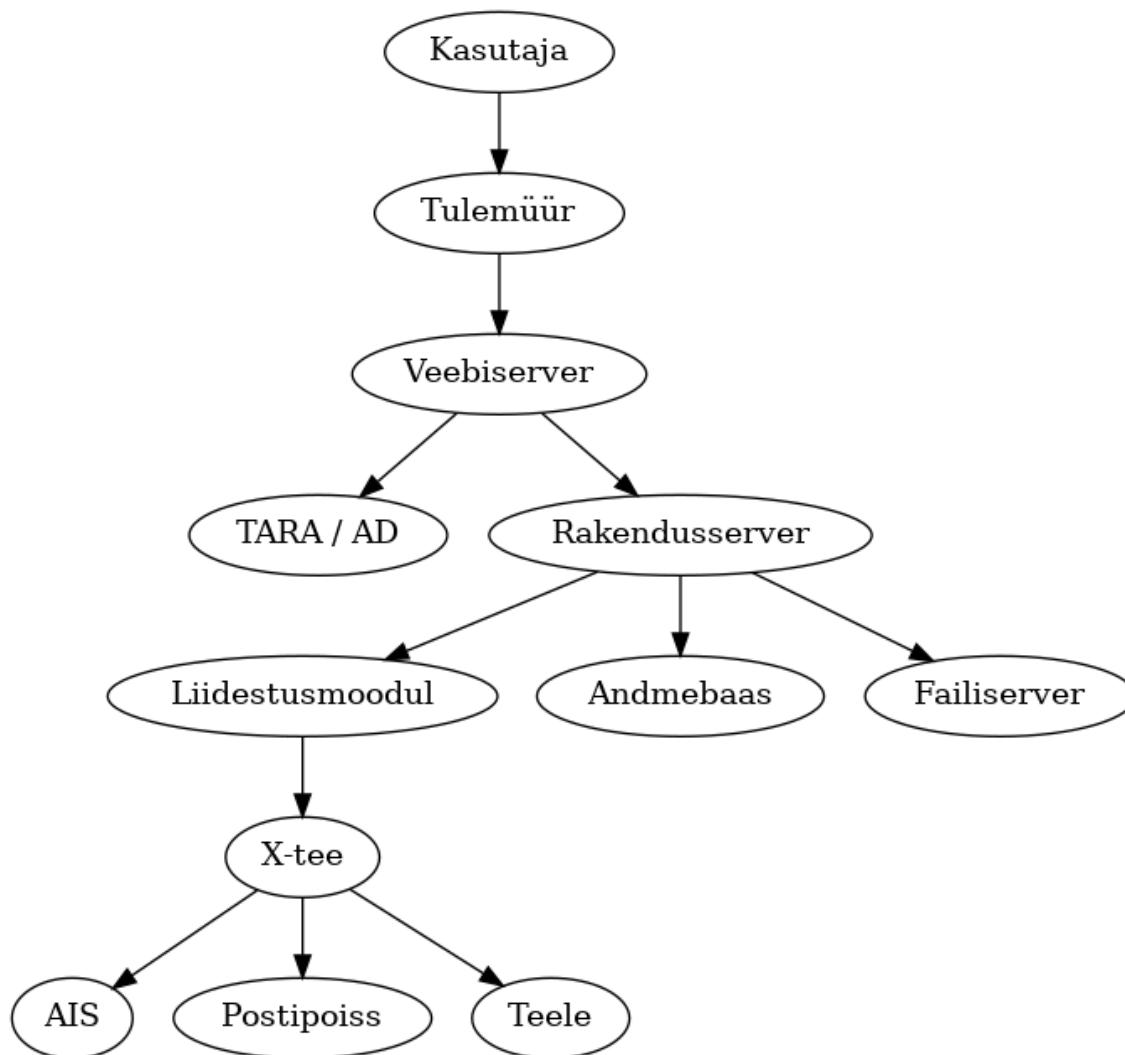 Kasutaja
Tulemüür
Veebiserver
TARA / AD
Rakendusserver
Liidestusmoodul
Andmebaas
Failiserver
X-tee
AIS
Postipoiss
Teele